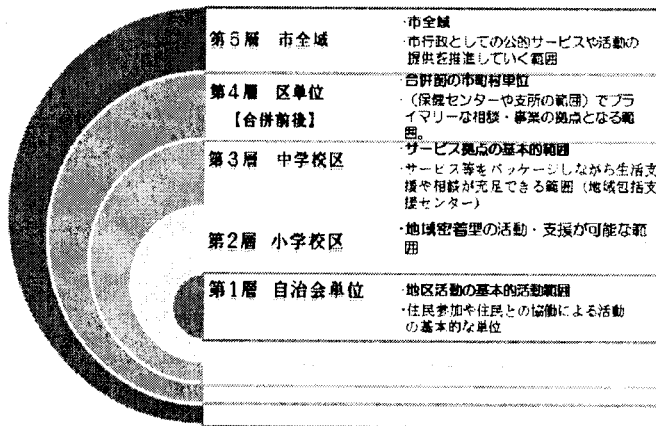 第5層 市全域
・市全域
・市行政としての公的サービスや活動の
提供を推進していく範囲
第4層 区単位
【合併前後】
合併前の市町村単位
・（保健センターや支所の範囲）でプラ
イマリーな相談・事業の拠点となる範
囲。
第3層 中学校区
・サービス拠点の基本的範囲
・サービス等をパッケージしながら生活支
援や相談が充足できる範囲（地域包括支
援センター）
第2層 小学校区
・地域密着型の活動・支援が可能な範
囲
第1層 自治会単位
・地区活動の基本的活動範囲
・住民参加や住民との協働による活動
の基本的な単位